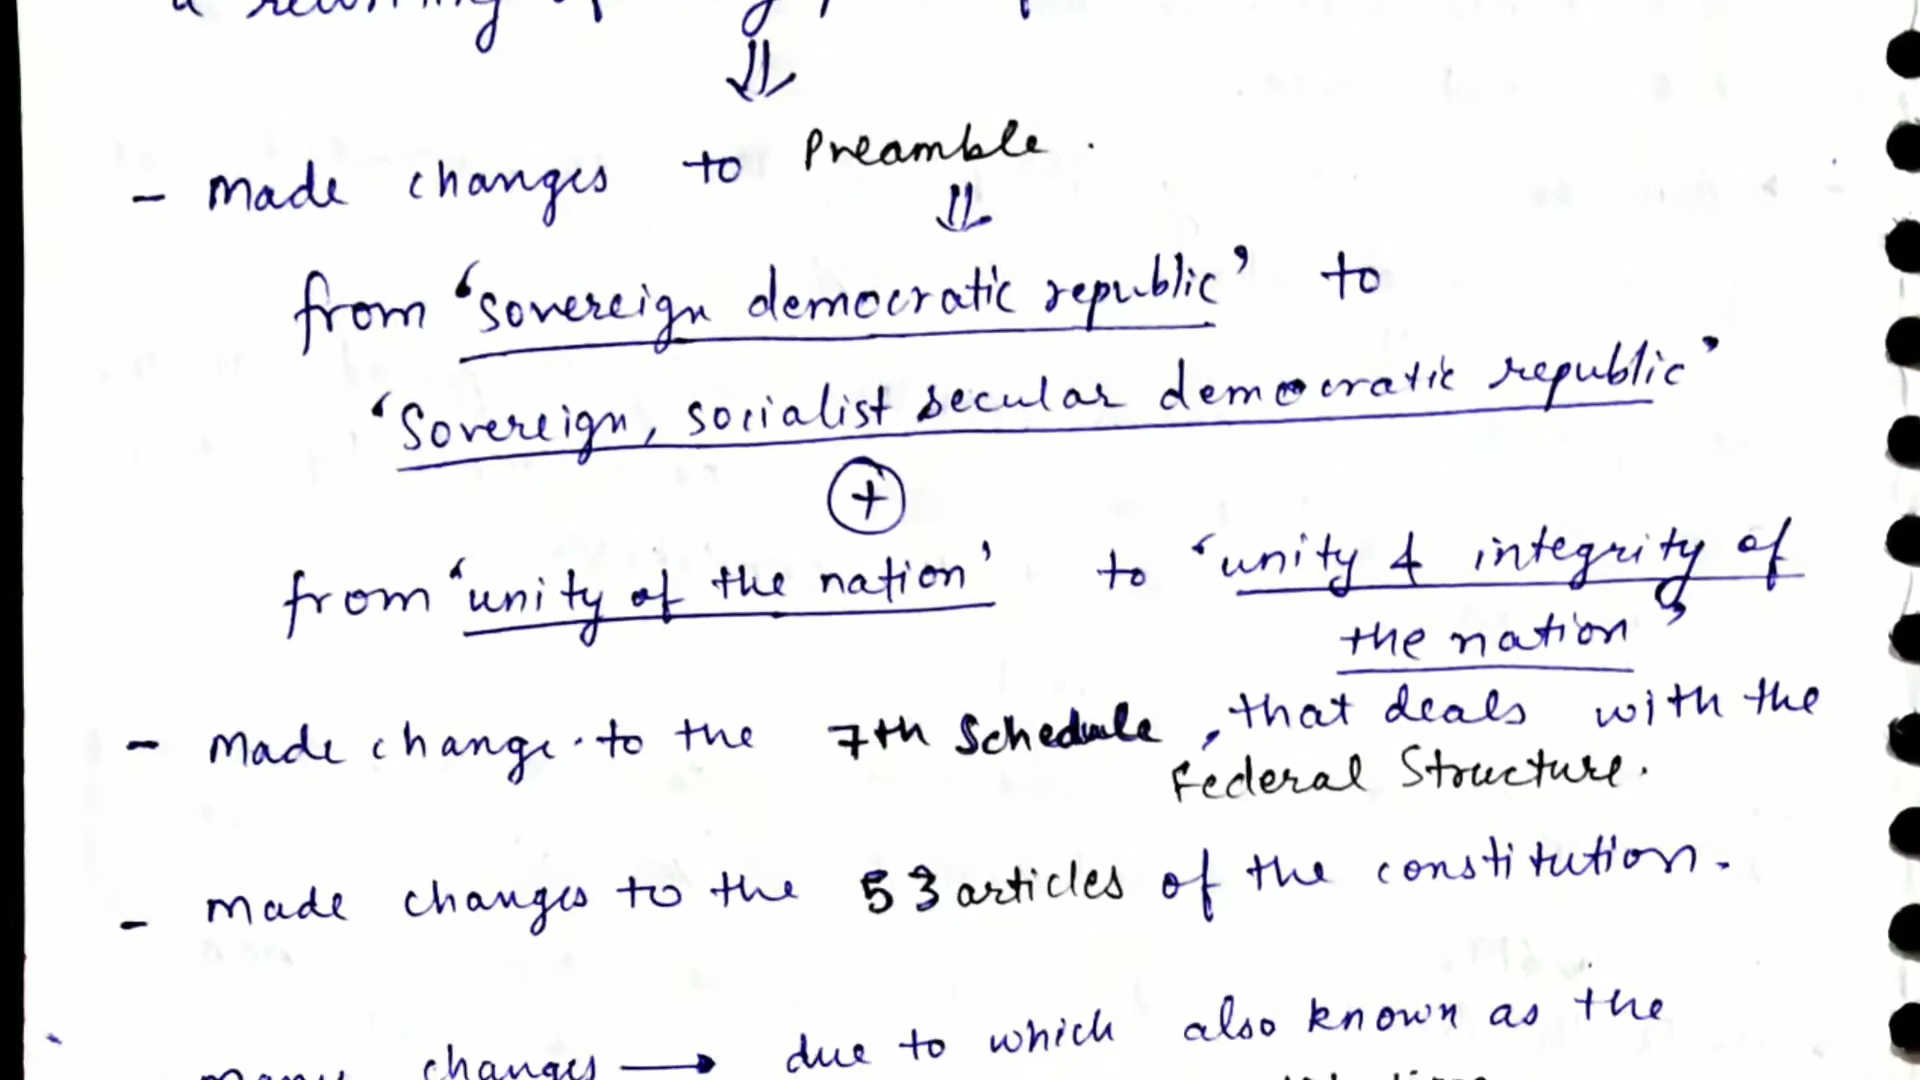 ⇓
- Made changes to Preamble.
⇓
from 'sovereign democratic republic' to
'Sovereign, socialist secular democratic republic'
+
from 'unity of the nation' to 'unity & integrity of
the nation'
- Made change to the 7th Schedule, that deals with the
Federal Structure.
- Made changes to the 53 articles of the constitution.
many changes → due to which also known as the